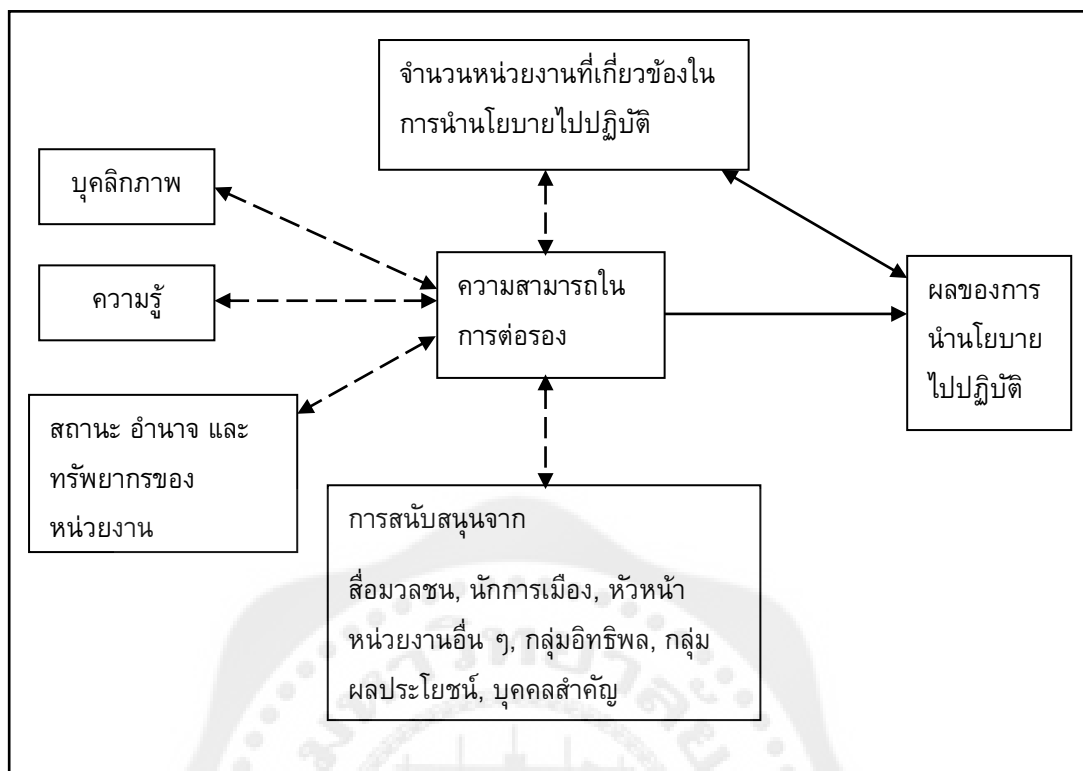 จำนวนหน่วยงานที่เกี่ยวข้องใน
การนำนโยบายไปปฏิบัติ
บุคลิกภาพ
ความรู้
ความสามารถใน
การต่อรอง
ผลของการ
นำนโยบาย
ไปปฏิบัติ
สถานะ อำนาจ และ
ทรัพยากรของ
หน่วยงาน
การสนับสนุนจาก
สื่อมวลชน, นักการเมือง, หัวหน้า
หน่วยงานอื่น ๆ, กลุ่มอิทธิพล, กลุ่ม
ผลประโยชน์, บุคคลสำคัญ